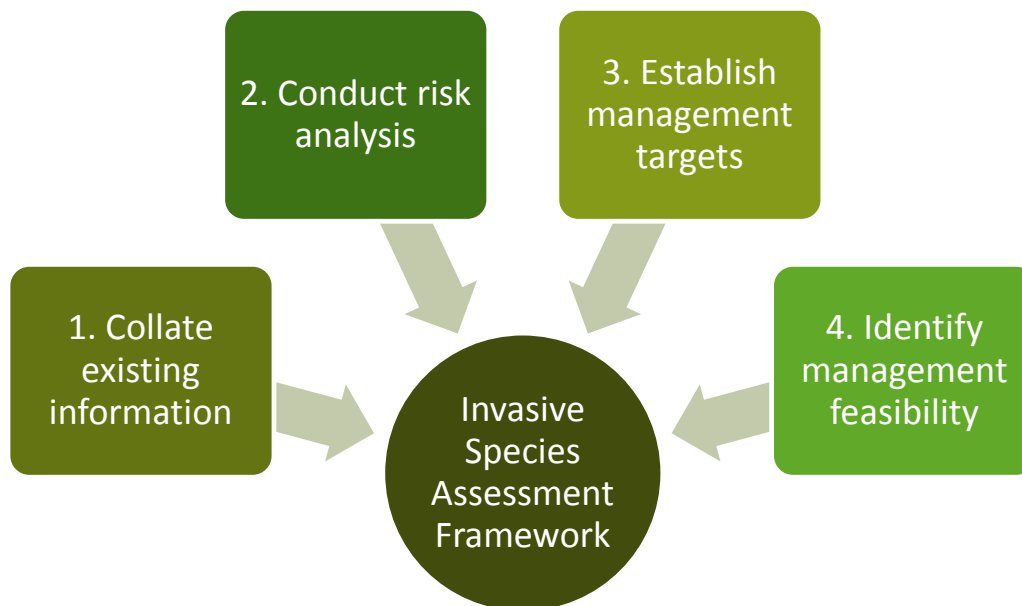 1. Collate
existing
information
2. Conduct risk
analysis
3. Establish
management
targets
4. Identify
management
feasibility
Invasive
Species
Assessment
Framework